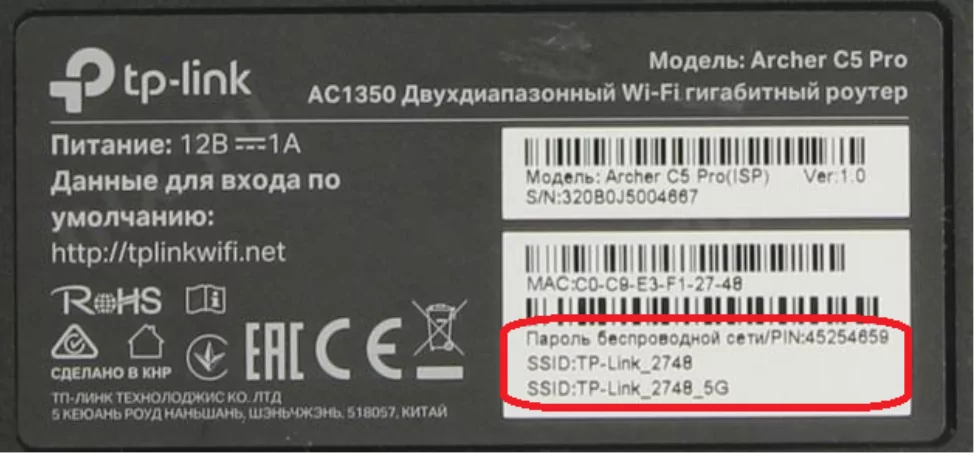 tp-link
Модель: Archer C5 Pro
AC1350 Двухдиапазонный Wi-Fi гигабитный роутер
Питание: 12В⎓1А
Данные для входа по
умолчанию:
http://tplinkwifi.net
Модель: Archer C5 Pro(ISP) Ver:1.0
S/N:320B0J5004667
MAC:C0-C9-E3-F1-27-48
Пароль беспроводной сети/PIN:45254659
SSID:TP-Link_2748
SSID:TP-Link_2748_5G
RoHS
EAC
CE
СДЕЛАНО В КНР
ТП-ЛИНК ТЕХНОЛОДЖИС КО. ЛТД
5 КЕЮАНЬ РОУД НАНЬШАНЬ, ШЭНЬЧЖЭНЬ, 518057, КИТАЙ